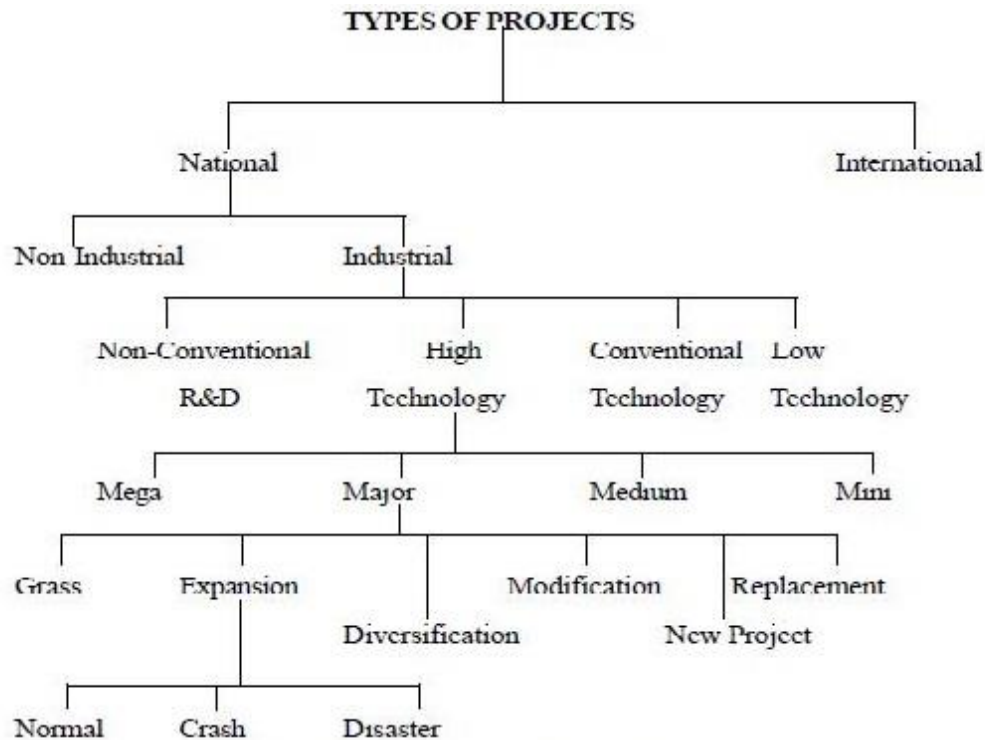 TYPES OF PROJECTS
National International
Non Industrial Industrial
Non-Conventional High Conventional Low
R&D Technology Technology Technology
Mega Major Medium Mini
Grass Expansion Modification Replacement
Diversification New Project
Normal Crash Disaster